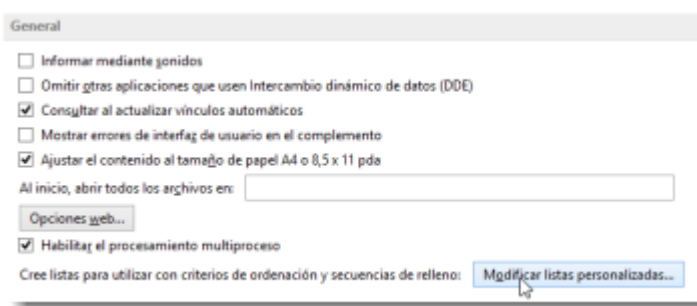 General
Informar mediante sonidos
Omitir otras aplicaciones que usen Intercambio dinámico de datos (DDE)
Consultar al actualizar vínculos automáticos
Mostrar errores de interfaz de usuario en el complemento
Ajustar el contenido al tamaño de papel A4 o 8,5 x 11 pda
Al inicio, abrir todos los archivos en:
Opciones web...
Habilitar el procesamiento multiproceso
Cree listas para utilizar con criterios de ordenación y secuencias de relleno: Modificar listas personalizadas...